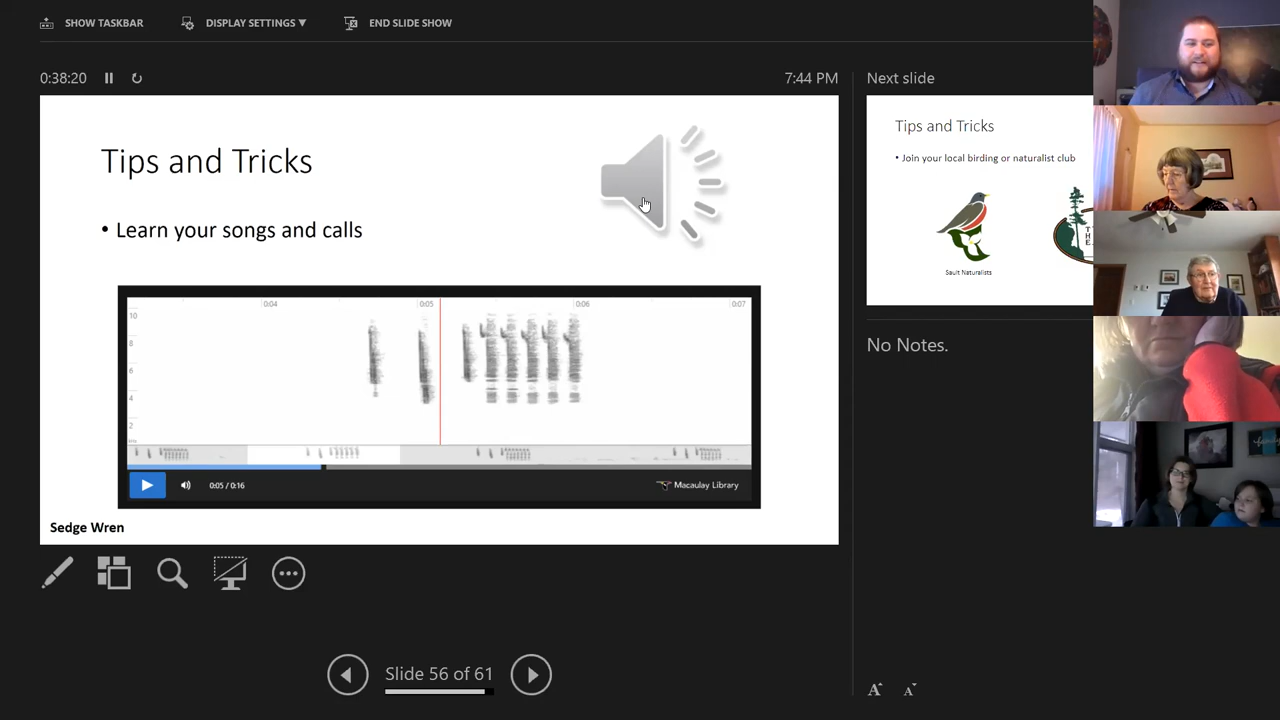 SHOW TASKBAR
DISPLAY SETTINGS ▼
END SLIDE SHOW
0:38:20
7:44 PM
Next slide
Tips and Tricks
• Learn your songs and calls
0:04
0:05
0:06
0:07
10
8
6
4
2
0:05 / 0:16
Macaulay Library
Sedge Wren
Tips and Tricks
• Join your local birding or naturalist club
Sault Naturalists
THE
No Notes.
Slide 56 of 61
A
A
family